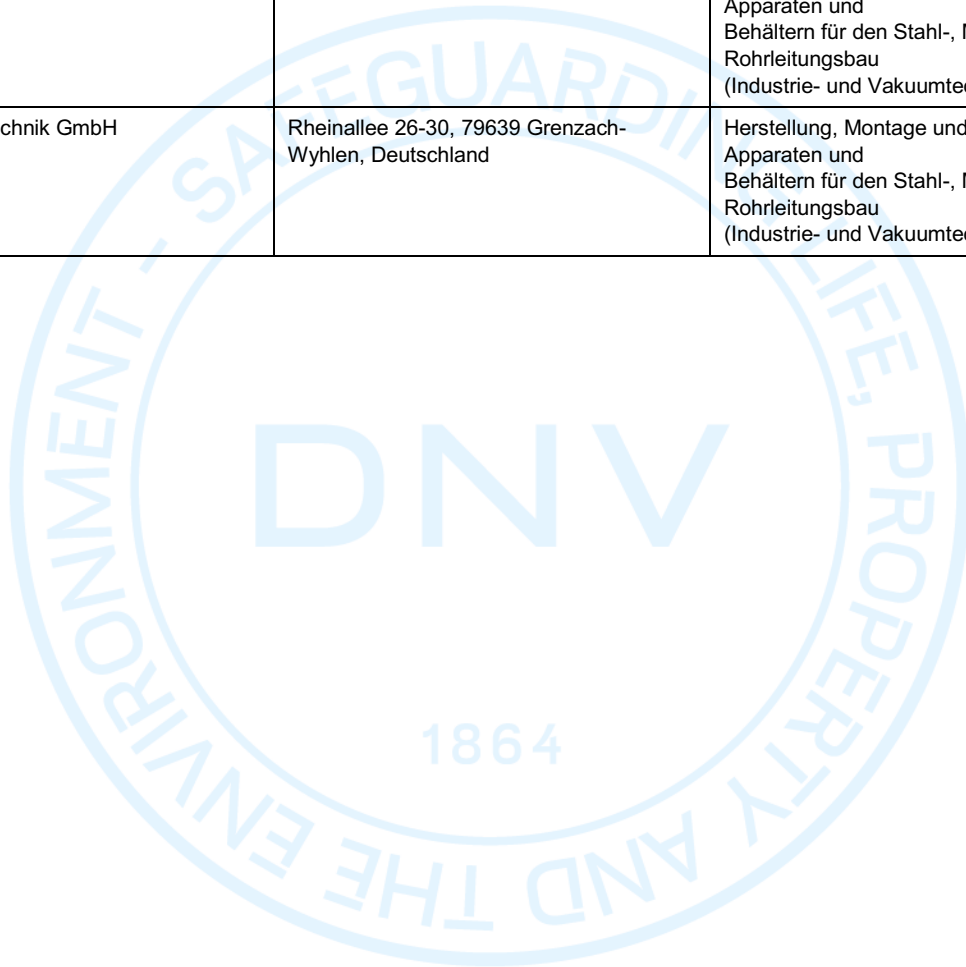 Apparaten und
Behältern für den Stahl-,
Rohrleitungsbau
(Industrie- und
chnik GmbH
Rheinallee 26-30, 79639 Grenzach-
Wyhlen, Deutschland
Herstellung, Montage und
Apparaten und
Behältern für den Stahl-,
Rohrleitungsbau
(Industrie- und
SAFEGUARDING LIFE, PROPERTY AND THE ENVIRONMENT -
DNV
1864